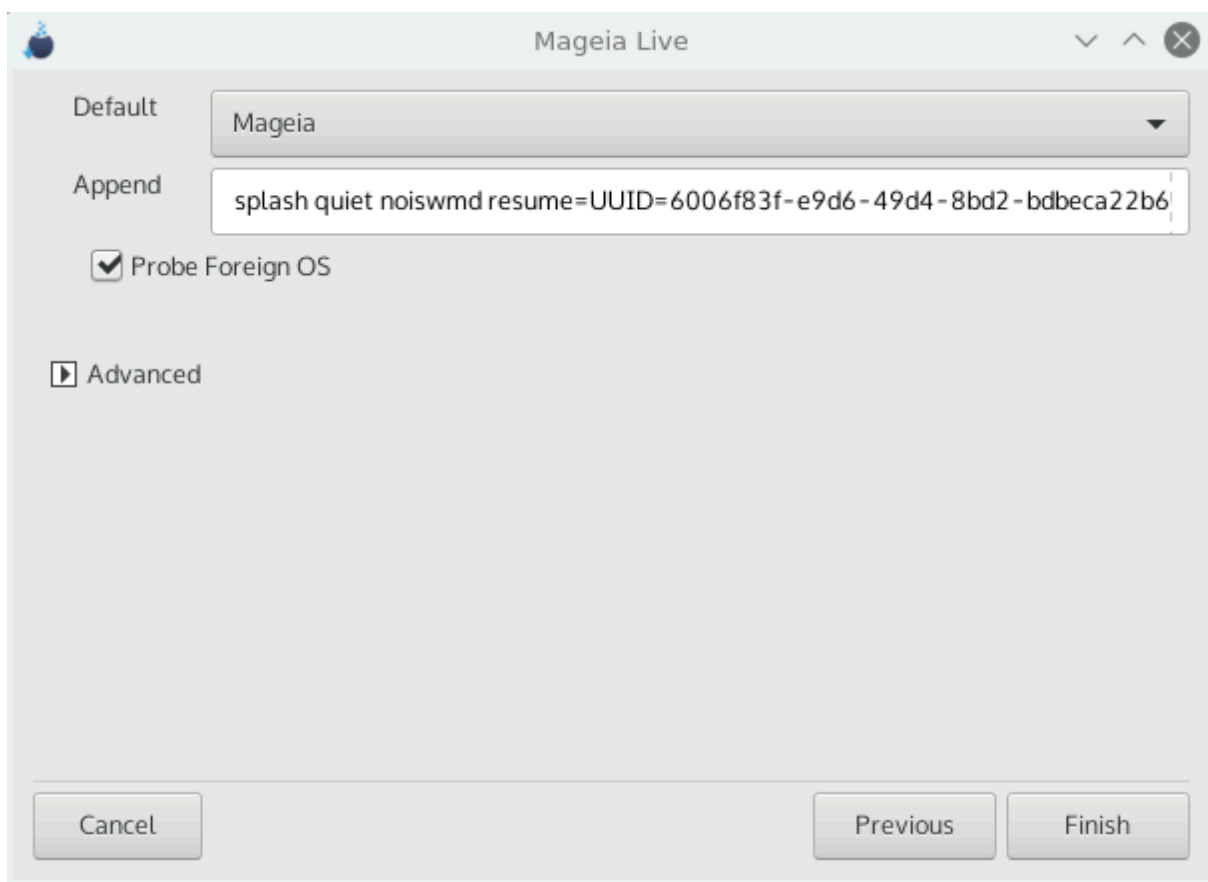 Mageia Live
Default
Mageia
Append
splash quiet noiswmd resume=UUID=6006f83f-e9d6-49d4-8bd2-bdbeca22b6
Probe Foreign OS
Advanced
Cancel
Previous
Finish